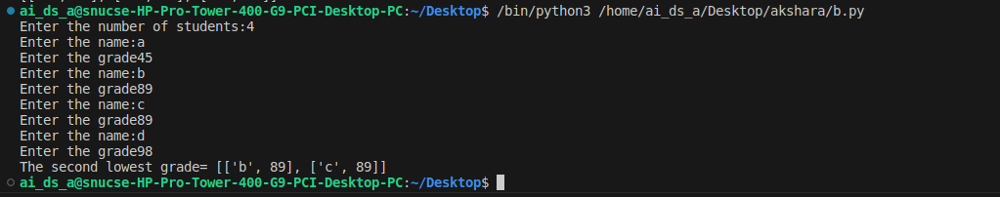 ai_ds_a@snucse-HP-Pro-Tower-400-G9-PCI-Desktop-PC:~/Desktop$ /bin/python3 /home/ai_ds_a/Desktop/akshara/b.py
Enter the number of students:4
Enter the name:a
Enter the grade45
Enter the name:b
Enter the grade89
Enter the name:c
Enter the grade89
Enter the name:d
Enter the grade98
The second lowest grade= [['b', 89], ['c', 89]]
ai_ds_a@snucse-HP-Pro-Tower-400-G9-PCI-Desktop-PC:~/Desktop$